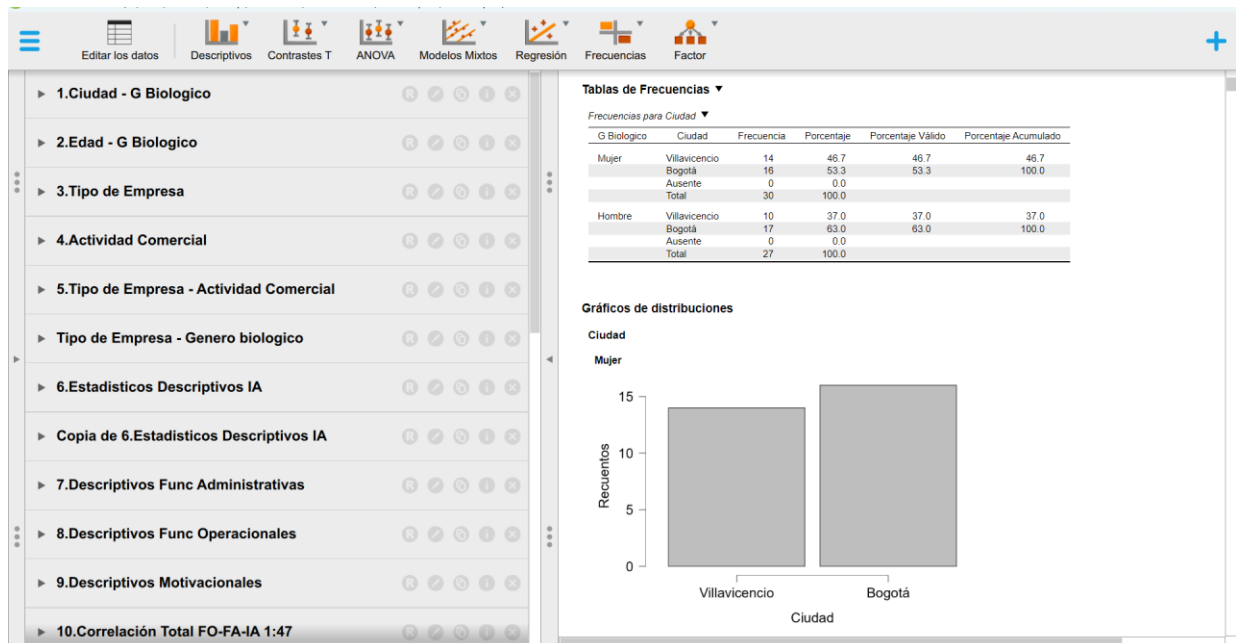 Editar los datos Descriptivos Contrastes T ANOVA Modelos Mixtos Regresión Frecuencias Factor
1.Ciudad - G Biologico
2.Edad - G Biologico
3.Tipo de Empresa
4.Actividad Comercial
5.Tipo de Empresa - Actividad Comercial
Tipo de Empresa - Genero biologico
6.Estadisticos Descriptivos IA
Copia de 6.Estadisticos Descriptivos IA
7.Descriptivos Func Administrativas
8.Descriptivos Func Operacionales
9.Descriptivos Motivacionales
10.Correlación Total FO-FA-IA 1:47
Tablas de Frecuencias
Frecuencias para Ciudad
G Biologico Ciudad Frecuencia Porcentaje Porcentaje Válido Porcentaje Acumulado
Mujer Villavicencio 14 46.7 46.7 46.7
Bogotá 16 53.3 53.3 100.0
Ausente 0 0.0
Total 30 100.0
Hombre Villavicencio 10 37.0 37.0 37.0
Bogotá 17 63.0 63.0 100.0
Ausente 0 0.0
Total 27 100.0
Gráficos de distribuciones
Ciudad
Mujer
15
10
5
0
Recuentos
Villavicencio Bogotá
Ciudad